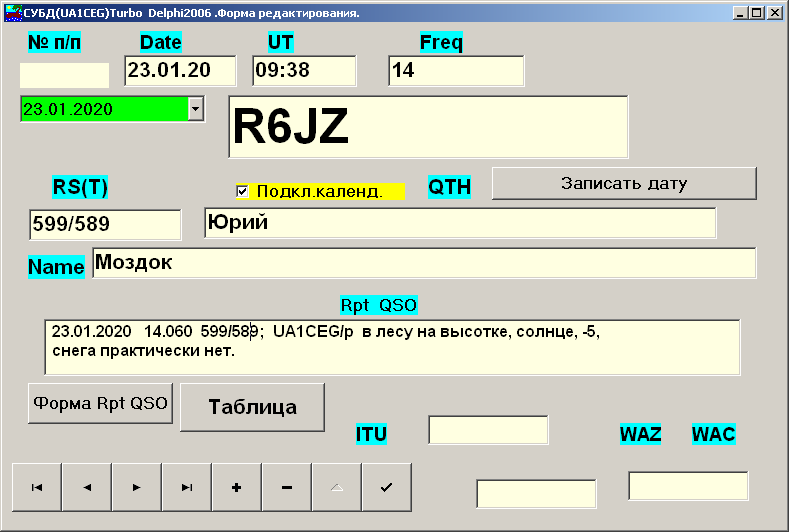 СУБД(UA1CEG)Turbo Delphi2006 .Форма редактирования.
№ п/п Date UT Freq
23.01.20 09:38 14
23.01.2020
R6JZ
RS(T) Подкл.календ. QTH Записать дату
599/589 Юрий
Name Моздок
Rpt QSO
23.01.2020 14.060 599/589; UA1CEG/p в лесу на высотке, солнце, -5,
снега практически нет.
Форма Rpt QSO Таблица
ITU WAZ WAC